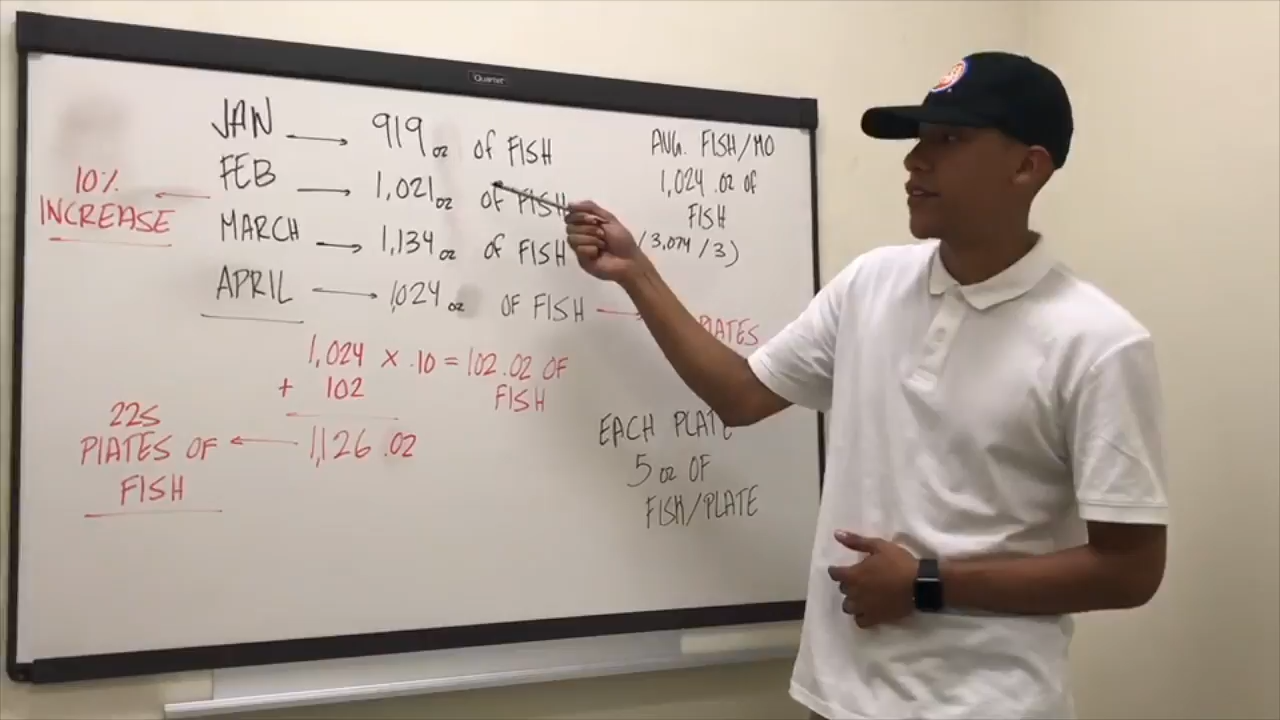 Quartet
JAN → 919 oz of FISH
FEB → 1,021 oz of FISH
MARCH → 1,134 oz of FISH
APRIL → 1,024 oz OF FISH →
10%
INCREASE
AVG. FISH/MO
1,024 .oz OF
FISH
/3,074 /3)
PLATES
1,024 x .10 = 102.02 OF
FISH
+ 102
1,126 .02
225
PLATES OF
FISH
EACH PLATE
5 oz OF
FISH/PLATE